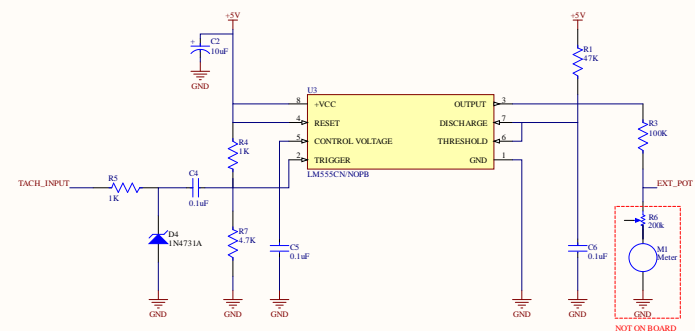 +5V
+5V
C2
10uF
+
GND
R1
47K
U3
8
+VCC
OUTPUT
3
4
RESET
DISCHARGE
7
5
CONTROL VOLTAGE
THRESHOLD
6
2
TRIGGER
GND
1
LM555CN/NOPB
R4
1K
R3
100K
TACH_INPUT
R5
1K
C4
0.1uF
EXT_POT
D4
1N4731A
R7
4.7K
C5
0.1uF
C6
0.1uF
R6
200k
M1
Meter
GND
GND
GND
GND
GND
GND
NOT ON BOARD